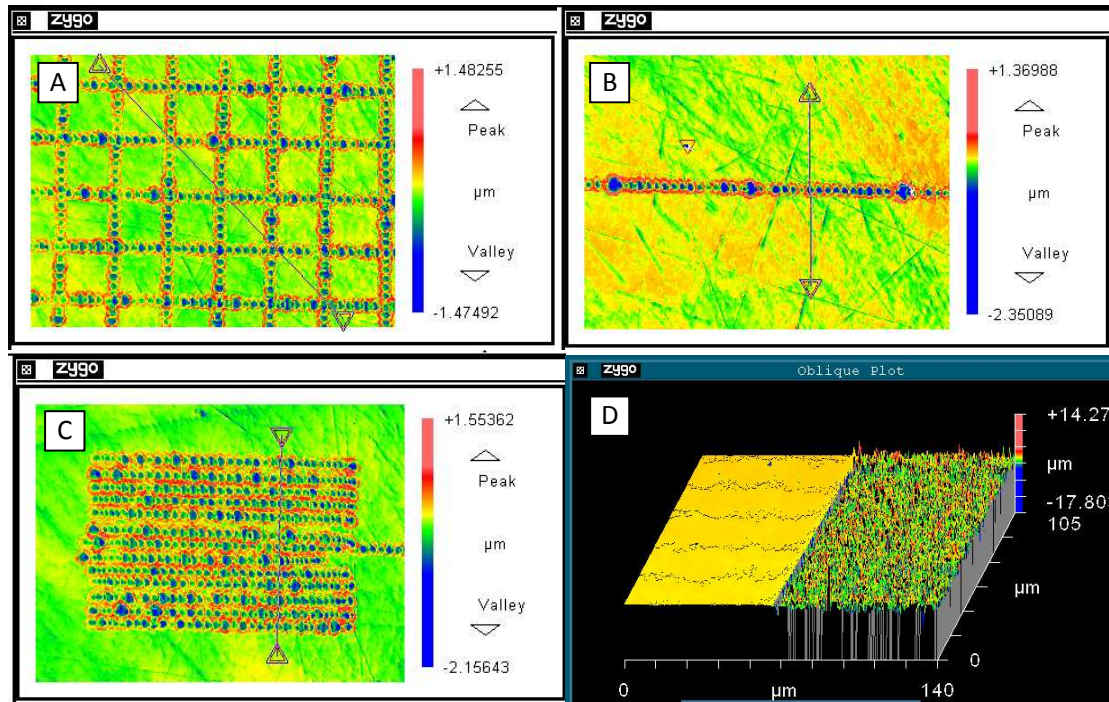 zygo
A
+1.48255
Peak
µm
Valley
-1.47492
zygo
B
+1.36988
Peak
µm
Valley
-2.35089
zygo
C
+1.55362
Peak
µm
Valley
-2.15643
zygo
Oblique Plot
D
+14.27
µm
-17.80
105
µm
0
0
µm
140